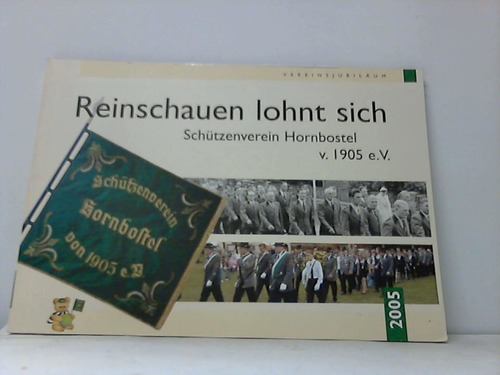 VEREINSJUBILÄUM
Reinschauen lohnt sich
Schützenverein Hornbostel
v. 1905 e.V.
Schützenverein
Hornbostel
von 1905 e.V
2005